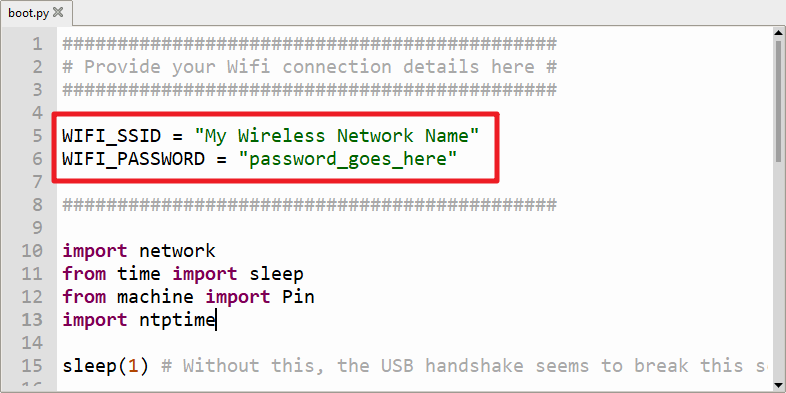 boot.py
1 #############################################
2 # Provide your Wifi connection details here #
3 #############################################
4
5 WIFI_SSID = "My Wireless Network Name"
6 WIFI_PASSWORD = "password_goes_here"
7
8 #############################################
9
10 import network
11 from time import sleep
12 from machine import Pin
13 import ntptime
14
15 sleep(1) # Without this, the USB handshake seems to break this s